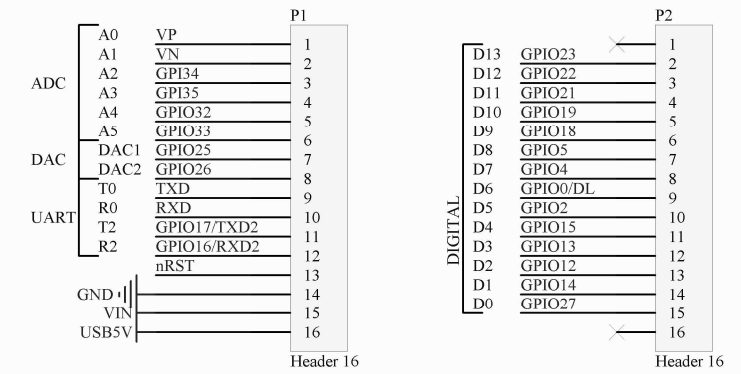 P1
A0 VP 1
A1 VN 2
A2 GPI34 3
A3 GPI35 4
A4 GPIO32 5
A5 GPIO33 6
DAC1 GPIO25 7
DAC2 GPIO26 8
T0 TXD 9
R0 RXD 10
T2 GPIO17/TXD2 11
R2 GPIO16/RXD2 12
nRST 13
GND 14
VIN 15
USB5V 16
Header 16
ADC
DAC
UART
P2
1
D13 GPIO23 2
D12 GPIO22 3
D11 GPIO21 4
D10 GPIO19 5
D9 GPIO18 6
D8 GPIO5 7
D7 GPIO4 8
D6 GPIO0/DL 9
D5 GPIO2 10
D4 GPIO15 11
D3 GPIO13 12
D2 GPIO12 13
D1 GPIO14 14
D0 GPIO27 15
16
Header 16
DIGITAL